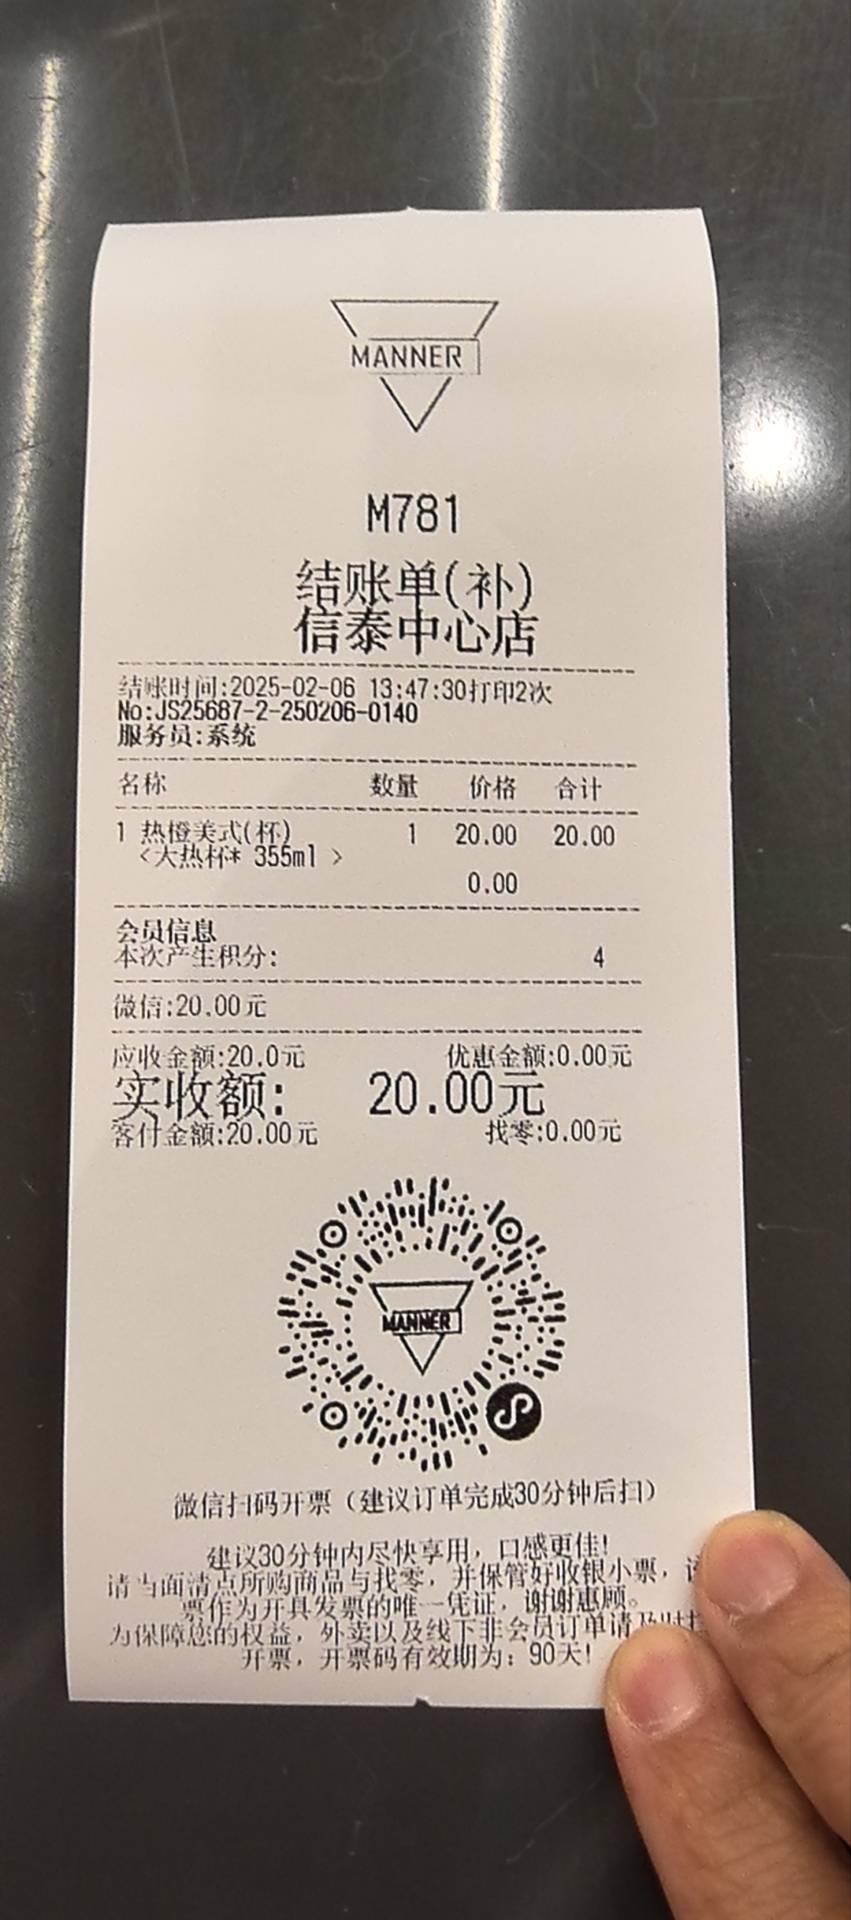 MANNER
M781
结账单(补)
信泰中心店
结账时间:2025-02-06 13:47:30打印2次
No:JS25687-2-250206-0140
服务员:系统
名称 数量 价格 合计
1 热橙美式(杯) 1 20.00 20.00
<大热杯* 355ml >
0.00
会员信息
本次产生积分: 4
微信:20.00元
应收金额:20.0元 优惠金额:0.00元
实收额: 20.00元
客付金额:20.00元 找零:0.00元
MANNER
微信扫码开票（建议订单完成30分钟后扫）
建议30分钟内尽快享用，口感更佳!
请当面清点所购商品与找零，并保管好收银小票，
票作为开具发票的唯一凭证，谢谢惠顾。
为保障您的权益，外卖以及线下非会员订单请及时
开票，开票码有效期为：90天!